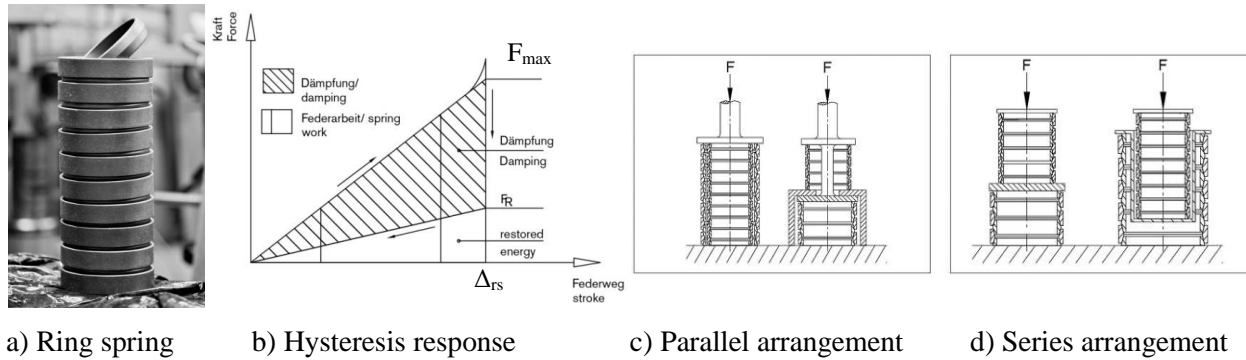 Kraft
Force
F_max
Dämpfung/
damping
Federarbeit/ spring
work
Dämpfung
Damping
F_R
restored
energy
Δ_rs
Federweg
stroke
F
F
F
F
a) Ring spring
b) Hysteresis response
c) Parallel arrangement
d) Series arrangement